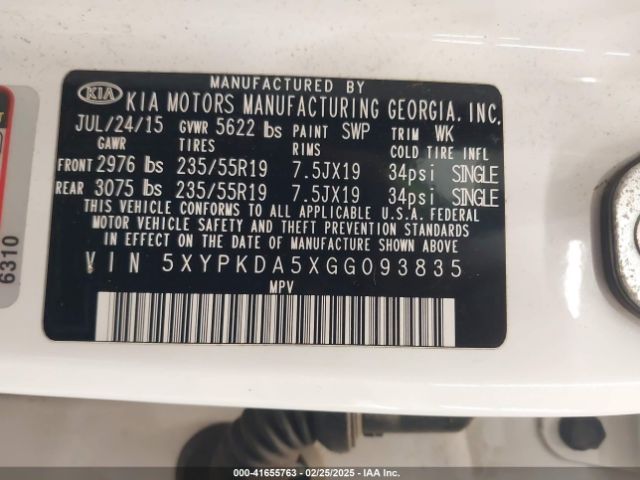 MANUFACTURED BY
KIA KIA MOTORS MANUFACTURING GEORGIA, INC.
JUL/24/15 GVWR 5622 lbs PAINT SWP TRIM WK
GAWR TIRES RIMS COLD TIRE INFL
FRONT 2976 lbs 235/55R19 7.5JX19 34psi SINGLE
REAR 3075 lbs 235/55R19 7.5JX19 34psi SINGLE
THIS VEHICLE CONFORMS TO ALL APPLICABLE U.S.A. FEDERAL
MOTOR VEHICLE SAFETY AND THEFT PREVENTION STANDARDS
IN EFFECT ON THE DATE OF MANUFACTURE SHOWN ABOVE.
VIN 5XYPKDA5XGG093835
MPV
6310
000-41655763 - 02/25/2025 - IAA Inc.